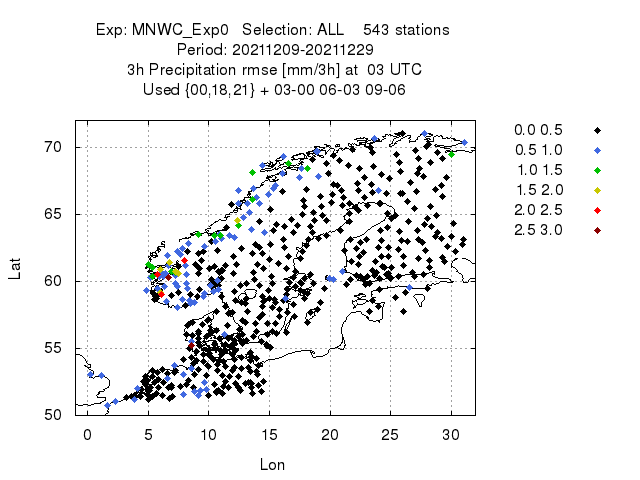 Exp: MNWC_Exp0   Selection: ALL    543 stations
Period: 20211209-20211229
3h Precipitation rmse [mm/3h] at  03 UTC
Used {00,18,21} + 03-00 06-03 09-06
0.0 0.5
0.5 1.0
1.0 1.5
1.5 2.0
2.0 2.5
2.5 3.0
70
65
60
55
50
Lat
0 5 10 15 20 25 30
Lon